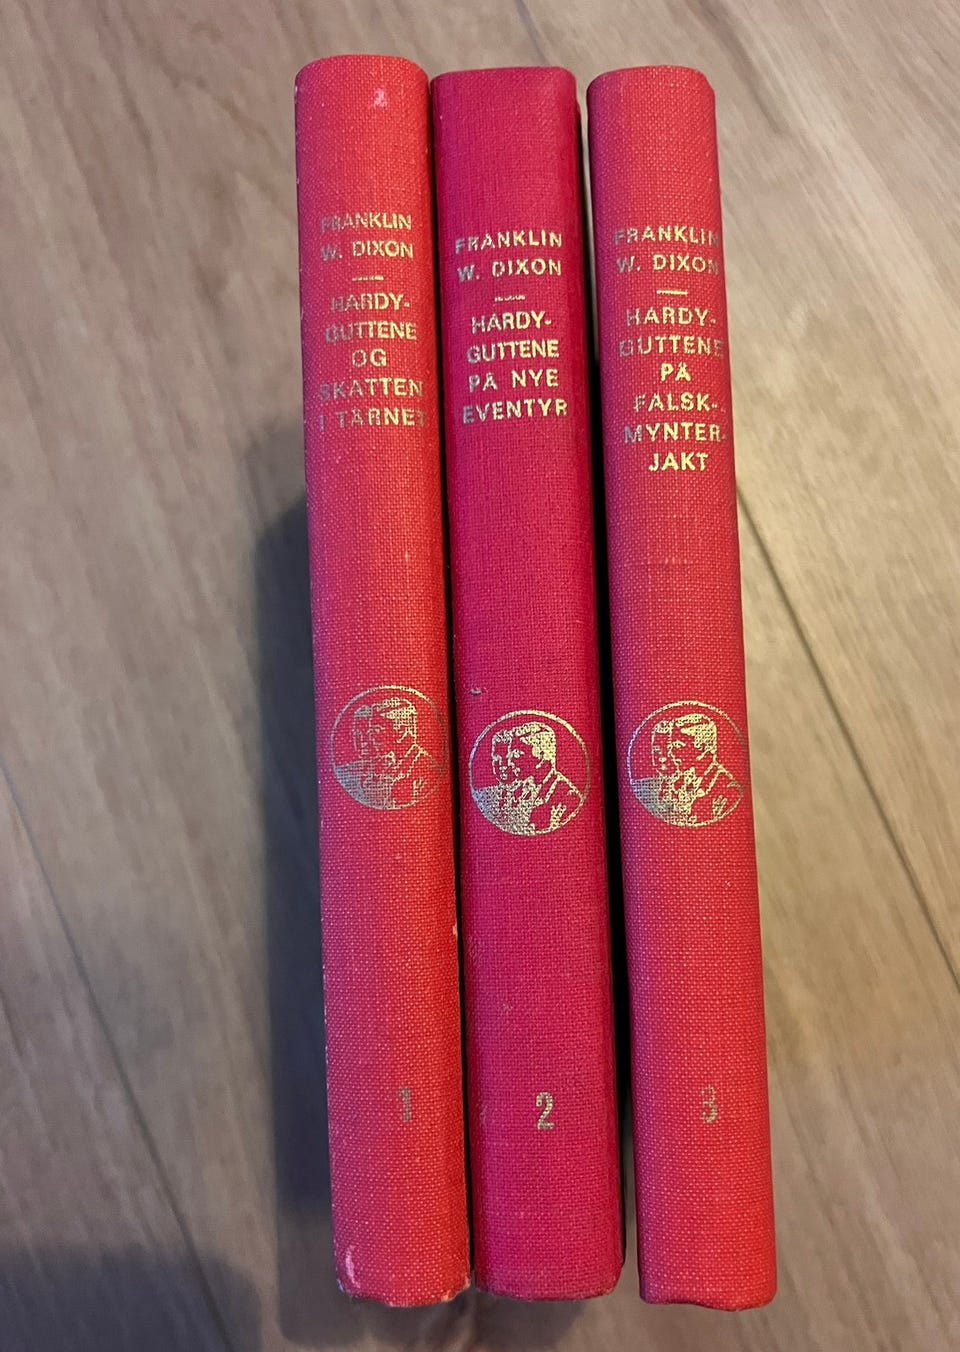 FRANKLIN
W. DIXON
HARDY-
GUTTENE
OG
SKATTEN
I TÅRNET
1
FRANKLIN
W. DIXON
HARDY-
GUTTENE
PÅ NYE
EVENTYR
2
FRANKLIN
W. DIXON
HARDY-
GUTTENE
PÅ
FALSK-
MYNTER-
JAKT
3